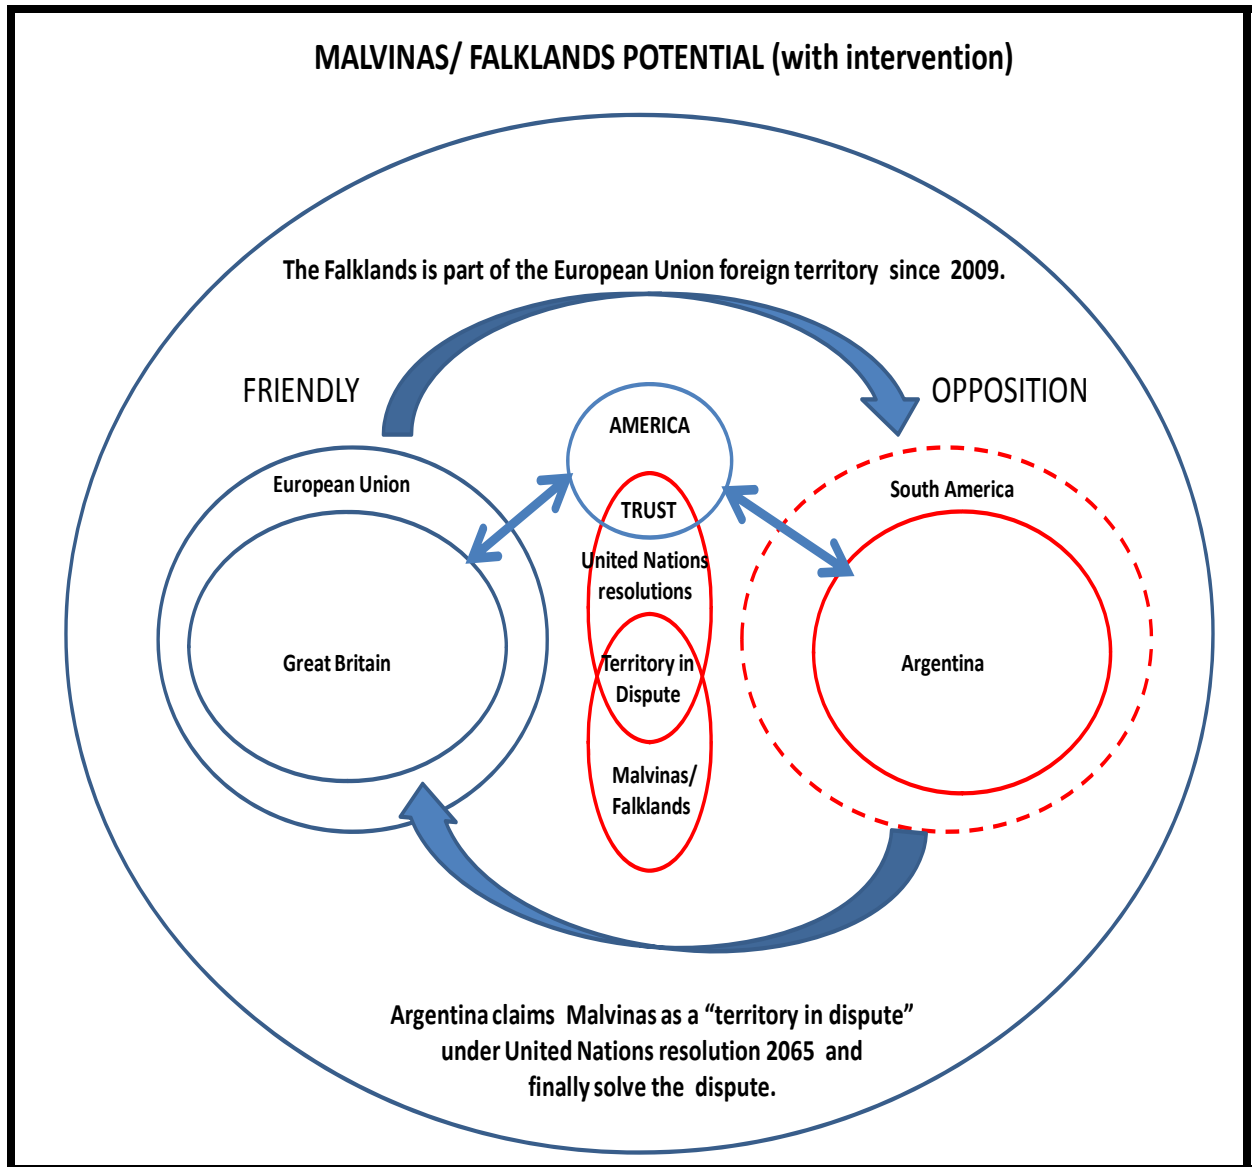 MALVINAS/ FALKLANDS POTENTIAL (with intervention)
The Falklands is part of the European Union foreign territory since 2009.
FRIENDLY
OPPOSITION
AMERICA
European Union
South America
TRUST
United Nations
resolutions
Great Britain
Territory in
Dispute
Argentina
Malvinas/
Falklands
Argentina claims Malvinas as a “territory in dispute”
under United Nations resolution 2065 and
finally solve the dispute.